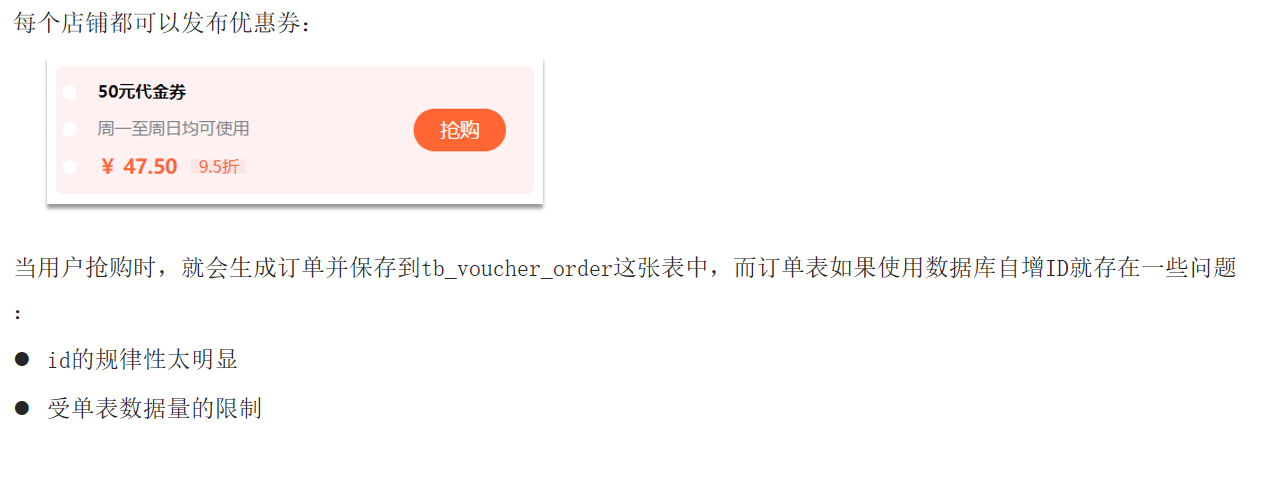 每个店铺都可以发布优惠券：
50元代金券
周一至周日均可使用
抢购
￥ 47.50 9.5折
当用户抢购时，就会生成订单并保存到tb_voucher_order这张表中，而订单表如果使用数据库自增ID就存在一些问题
：
● id的规律性太明显
● 受单表数据量的限制